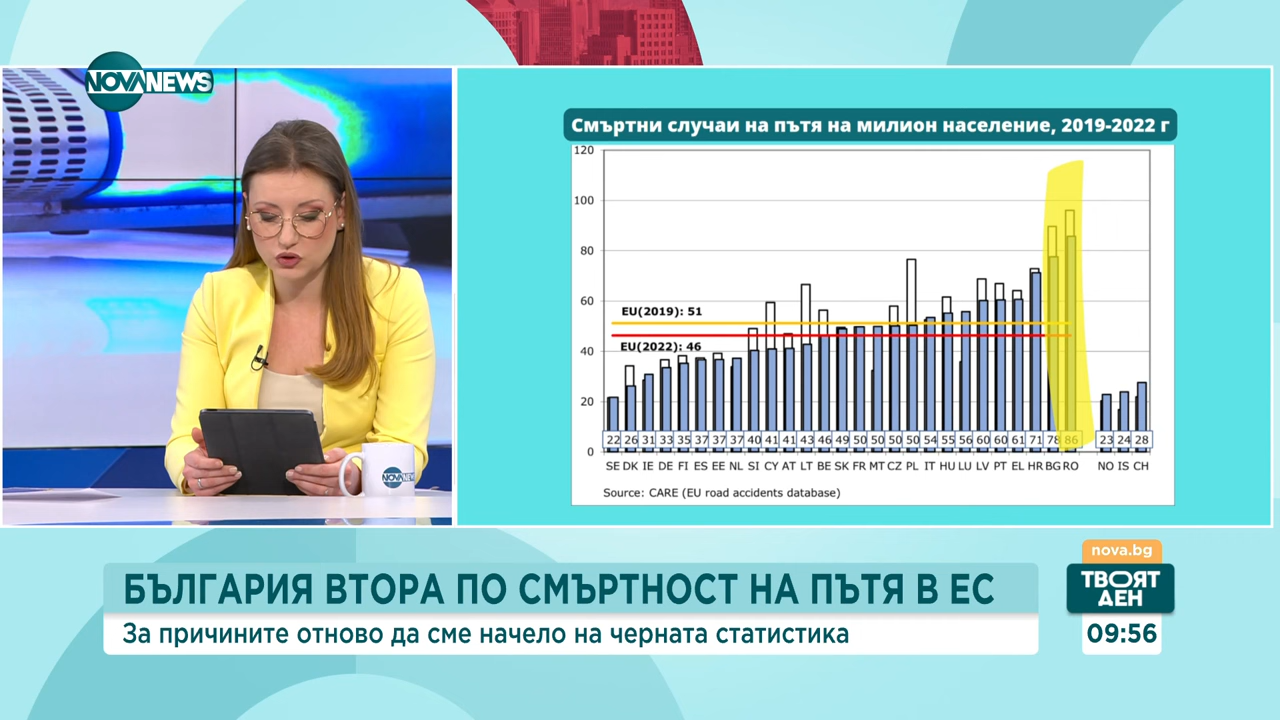 NOVANEWS
Смъртни случаи на пътя на милион население, 2019-2022 г
120
100
80
60
40
20
0
EU(2019): 51
EU(2022): 46
22 26 31 33 35 37 37 37 40 41 41 43 46 49 50 50 50 50 54 55 56 60 60 61 71 78 86 23 24 28
SE DK IE DE FI ES EE NL SI CY AT LT BE SK FR MT CZ PL IT HU LU LV PT EL HR BG RO NO IS CH
Source: CARE (EU road accidents database)
NOVANEWS
БЪЛГАРИЯ ВТОРА ПО СМЪРТНОСТ НА ПЪТЯ В ЕС
За причините отново да сме начело на черната статистика
nova.bg
ТВОЯТ
ДЕН
09:56